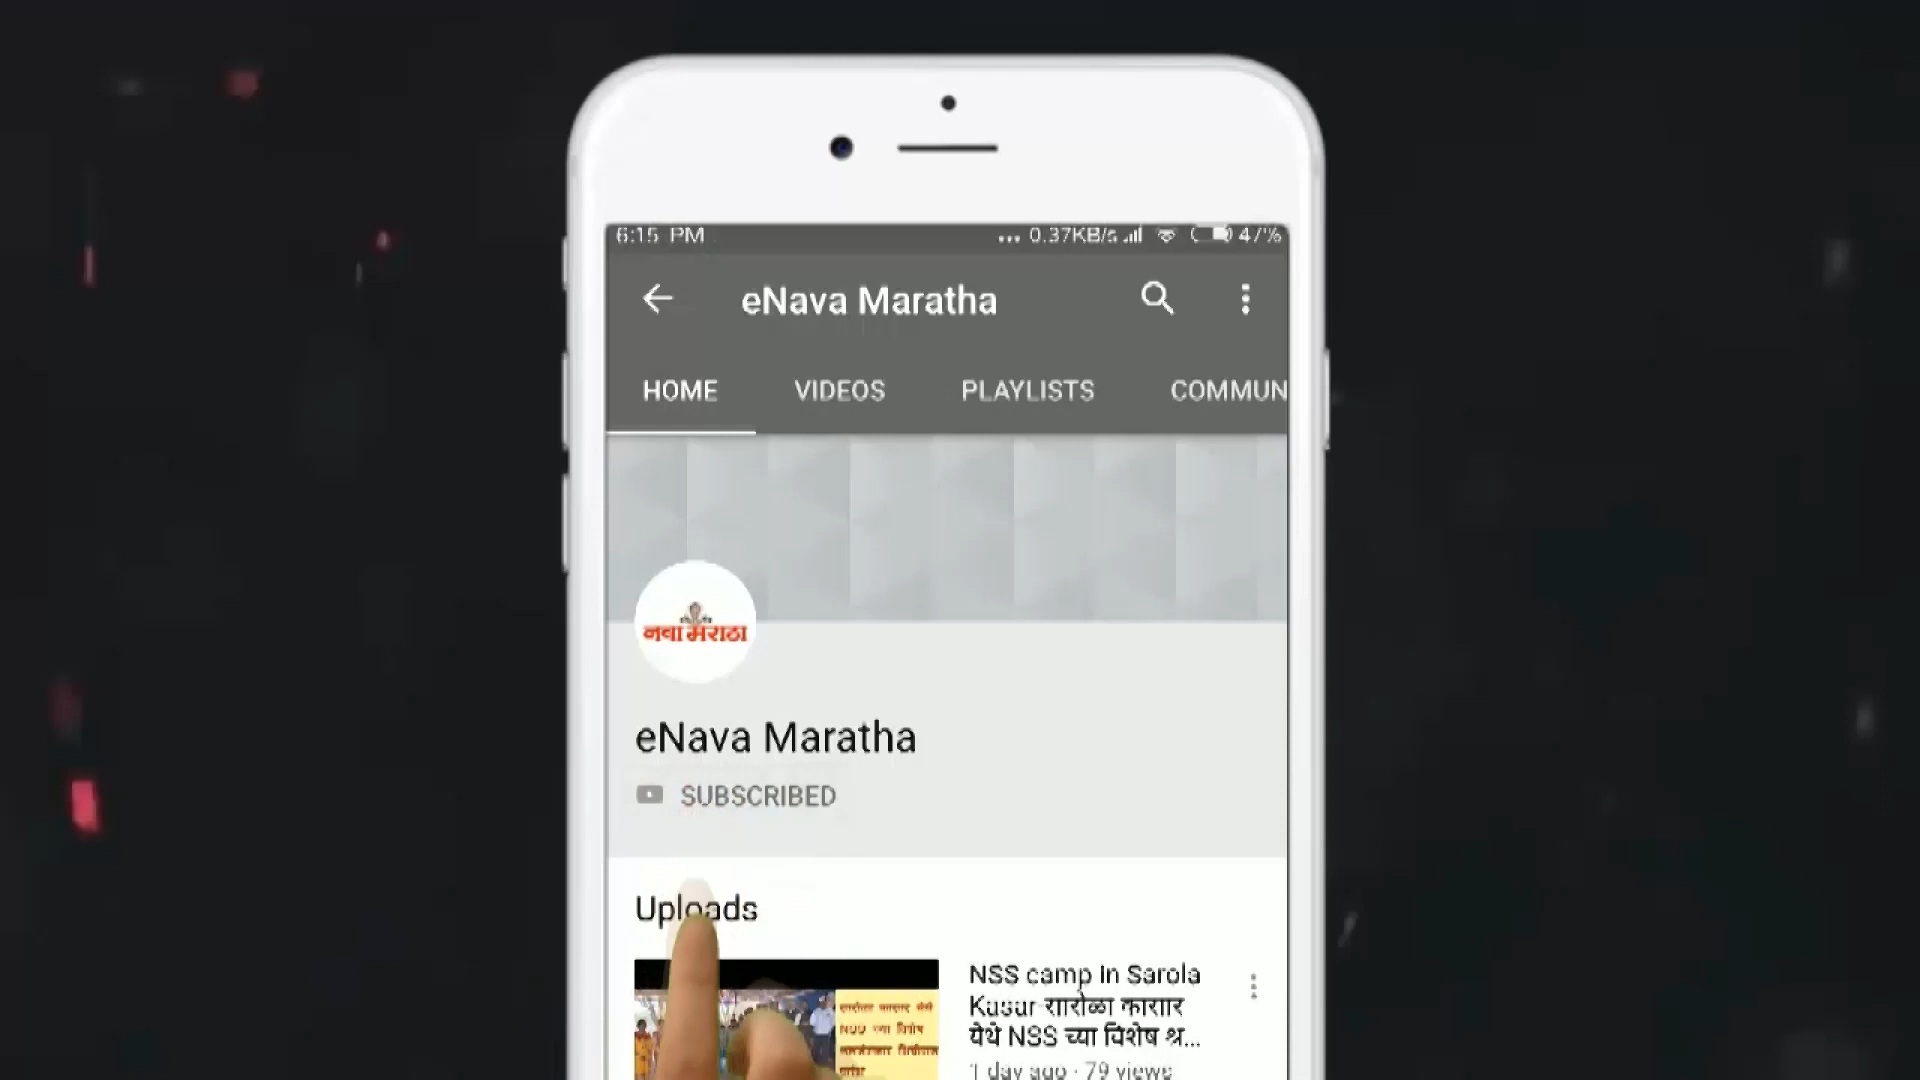 6:15 PM
0.37KB/s
47%
eNava Maratha
HOME
VIDEOS
PLAYLISTS
COMMUN
नवा मराठा
eNava Maratha
SUBSCRIBED
Uploads
NSS camp in Sarola
Kasar सारोळा कासार
येथे NSS च्या विशेष श्र...
1 day ago · 79 views
NSS च्या विशेष